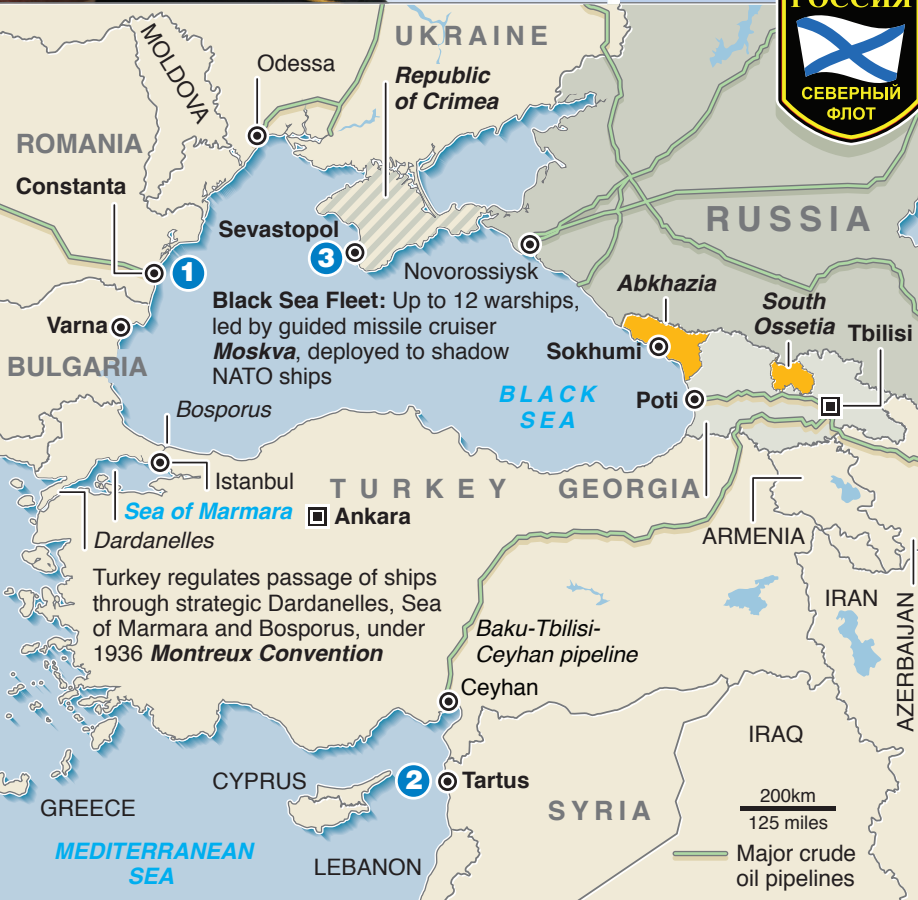 РОССИЯ
СЕВЕРНЫЙ
ФЛОТ
UKRAINE
MOLDOVA
Odessa
Republic
of Crimea
ROMANIA
Constanta
RUSSIA
Sevastopol
3
1
Novorossiysk
Black Sea Fleet: Up to 12 warships,
led by guided missile cruiser
Moskva, deployed to shadow
NATO ships
Abkhazia
South
Ossetia
Tbilisi
Varna
BULGARIA
Sokhumi
BLACK
SEA
Poti
Bosporus
Istanbul
TURKEY
GEORGIA
Sea of Marmara
Ankara
Dardanelles
ARMENIA
Turkey regulates passage of ships
through strategic Dardanelles, Sea
of Marmara and Bosporus, under
1936 Montreux Convention
IRAN
AZERBAIJAN
Baku-Tbilisi-
Ceyhan pipeline
Ceyhan
IRAQ
CYPRUS
2
Tartus
GREECE
SYRIA
200km
125 miles
MEDITERRANEAN
SEA
LEBANON
Major crude
oil pipelines